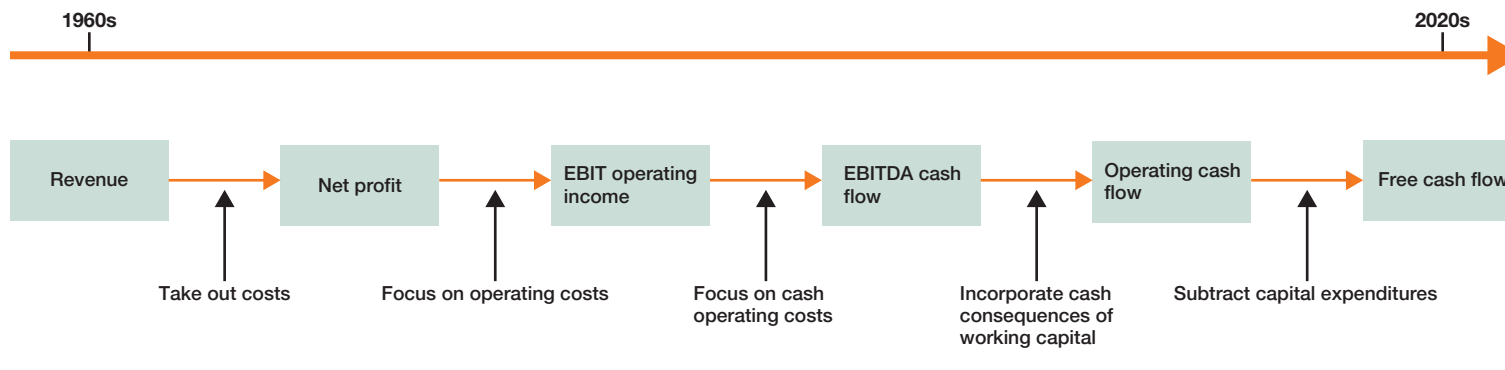 1960s
2020s
Revenue
Net profit
EBIT operating
income
EBITDA cash
flow
Operating cash
flow
Free cash flow
Take out costs
Focus on operating costs
Focus on cash
operating costs
Incorporate cash
consequences of
working capital
Subtract capital expenditures